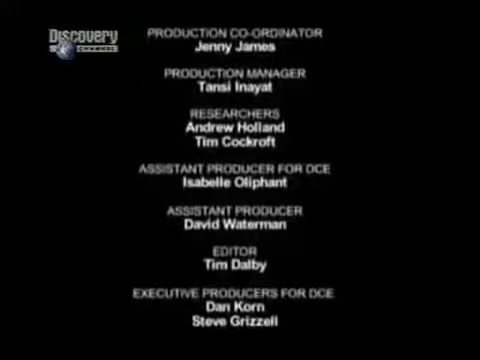 Discovery
CHANNEL
PRODUCTION CO-ORDINATOR
Jenny James
PRODUCTION MANAGER
Tansi Inayat
RESEARCHERS
Andrew Holland
Tim Cockroft
ASSISTANT PRODUCER FOR DCE
Isabelle Oliphant
ASSISTANT PRODUCER
David Waterman
EDITOR
Tim Dalby
EXECUTIVE PRODUCERS FOR DCE
Dan Korn
Steve Grizzell